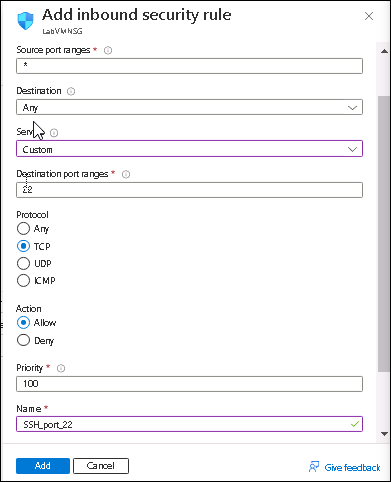 Add inbound security rule
LabVMNSG
Source port ranges *
*
Destination
Any
Serv
Custom
Destination port ranges *
22
Protocol
Any
TCP
UDP
ICMP
Action
Allow
Deny
Priority *
100
Name *
SSH_port_22
Add Cancel Give feedback